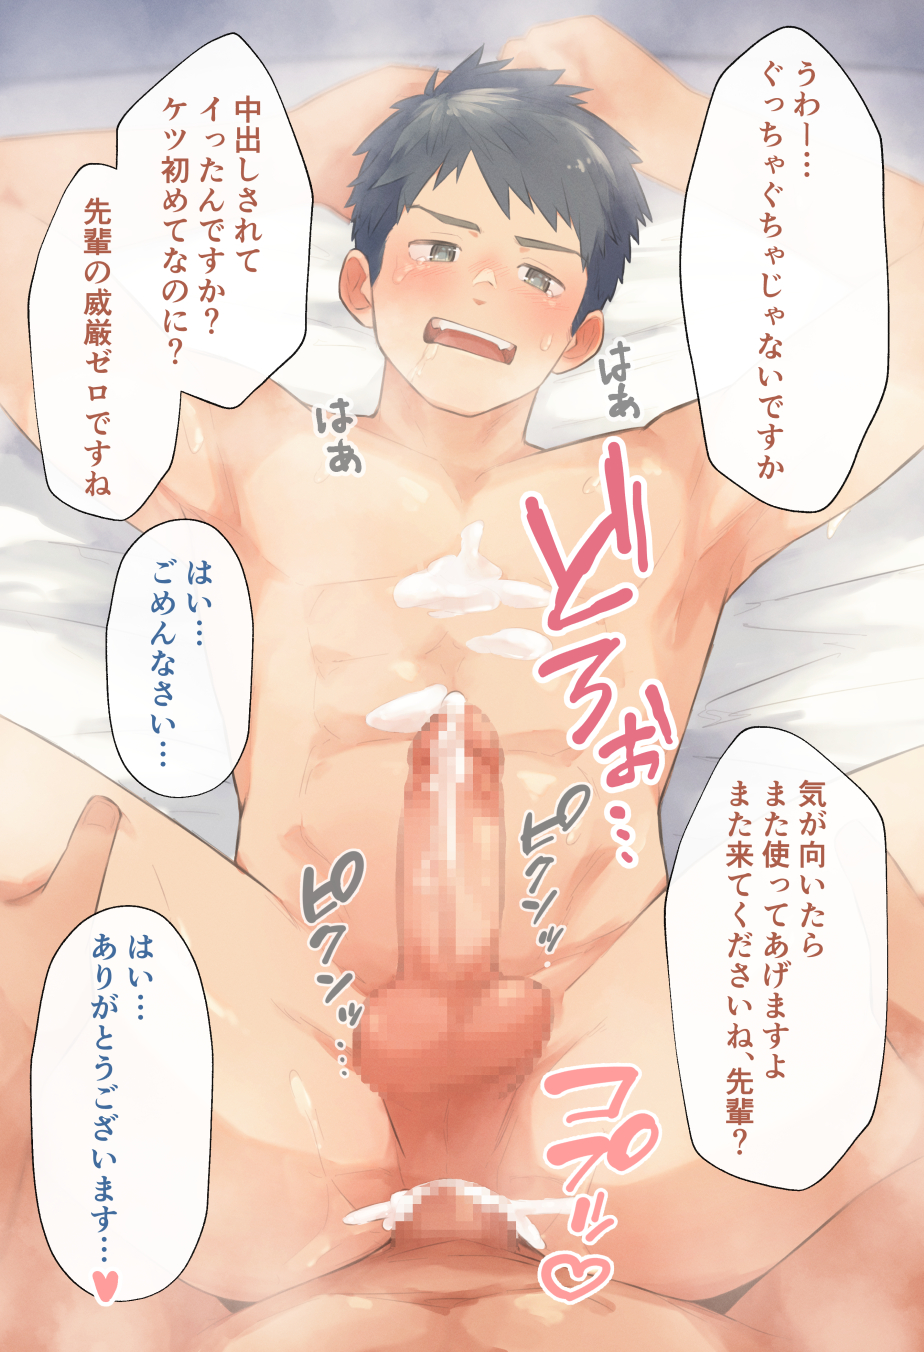 うわー…
ぐっちゃぐちゃじゃないですか
中出しされて
イったんですか?
ケツ初めてなのに?
先輩の威厳ゼロですね
はあ
はあ
どろぉ…
はい…
ごめんなさい…
ピクンッ…
ピクンッ…
気が向いたら
また使ってあげますよ
また来てくださいね、先輩?
はい…
ありがとうございます…♥
コプッ♡